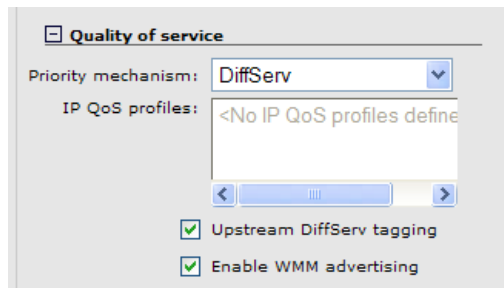 Quality of service
Priority mechanism: DiffServ
IP QoS profiles: <No IP QoS profiles define
Upstream DiffServ tagging
Enable WMM advertising